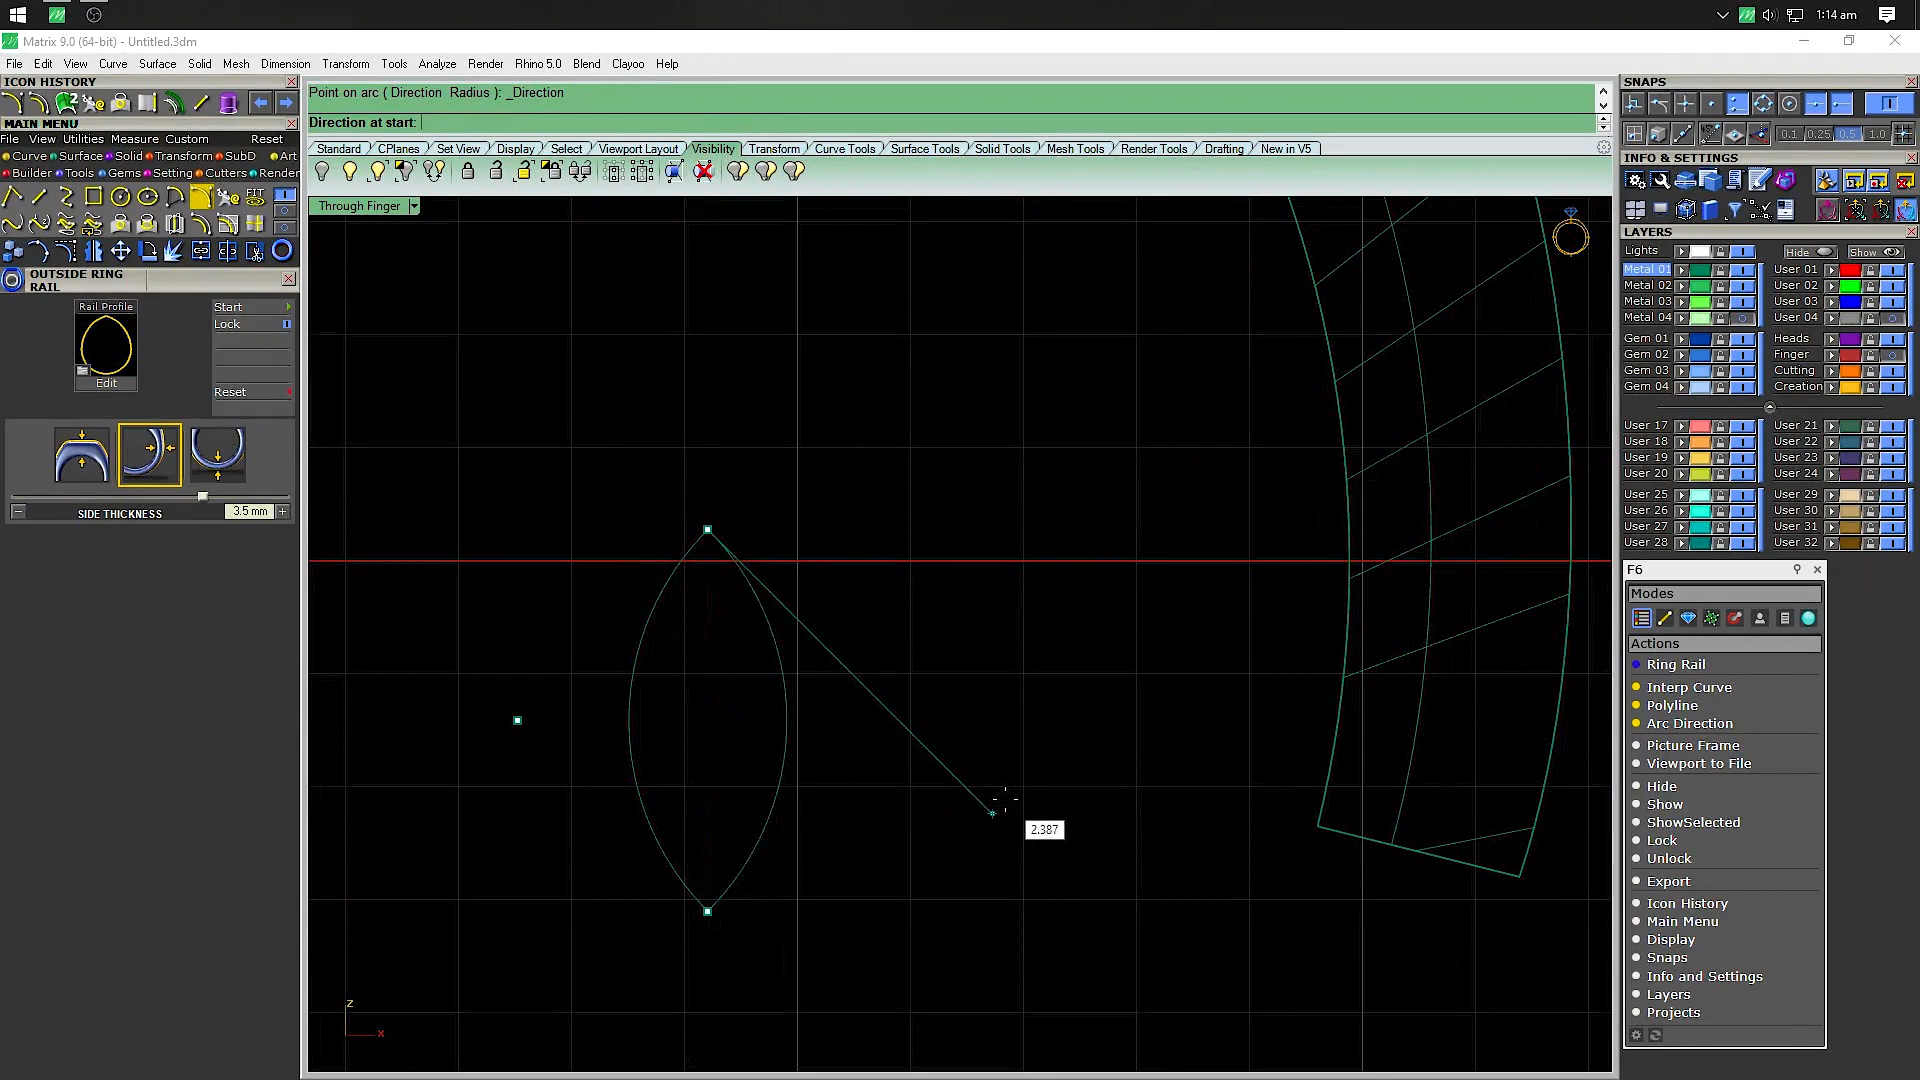 1:14 am
Matrix 9.0 (64-bit) - Untitled.3dm
File Edit View Curve Surface Solid Mesh Dimension Transform Tools Analyze Render Rhino 5.0 Blend Clayoo Help
ICON HISTORY
MAIN MENU
File View Utilities Measure Custom Reset
Curve Surface Solid Transform SubD Art
Builder Tools Gems Setting Cutters Render
FIT
OUTSIDE RING RAIL
Rail Profile
Edit
Start
Lock
Reset
SIDE THICKNESS
3.5 mm
Point on arc ( Direction Radius ): _Direction
Direction at start:
Standard CPlanes Set View Display Select Viewport Layout Visibility Transform Curve Tools Surface Tools Solid Tools Mesh Tools Render Tools Drafting New in V5
Through Finger
2.387
z
x
SNAPS
0.1 0.25 0.5 1.0
INFO & SETTINGS
LAYERS
Lights Hide Show
Metal 01 User 01
Metal 02 User 02
Metal 03 User 03
Metal 04 User 04
Gem 01 Heads
Gem 02 Finger
Gem 03 Cutting
Gem 04 Creation
User 17 User 21
User 18 User 22
User 19 User 23
User 20 User 24
User 25 User 29
User 26 User 30
User 27 User 31
User 28 User 32
F6
Modes
Actions
Ring Rail
Interp Curve
Polyline
Arc Direction
Picture Frame
Viewport to File
Hide
Show
ShowSelected
Lock
Unlock
Export
Icon History
Main Menu
Display
Snaps
Info and Settings
Layers
Projects